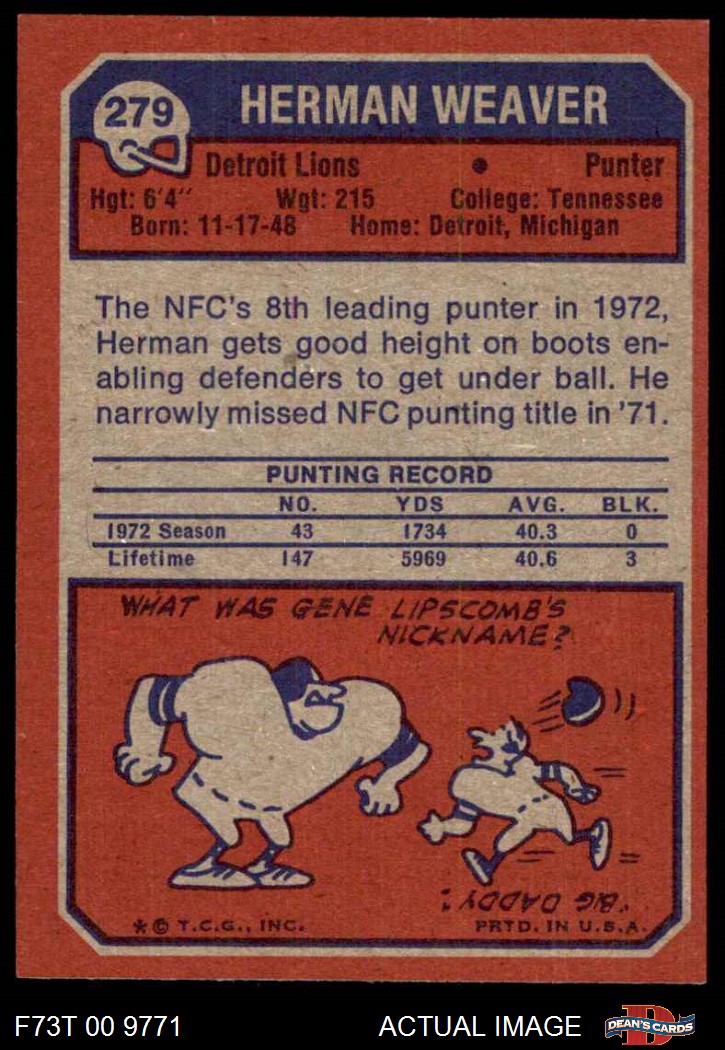 279 HERMAN WEAVER
Detroit Lions • Punter
Hgt: 6'4" Wgt: 215 College: Tennessee
Born: 11-17-48 Home: Detroit, Michigan
The NFC's 8th leading punter in 1972,
Herman gets good height on boots en-
abling defenders to get under ball. He
narrowly missed NFC punting title in '71.
PUNTING RECORD
NO. YDS AVG. BLK.
1972 Season 43 1734 40.3 0
Lifetime 147 5969 40.6 3
WHAT WAS GENE LIPSCOMB'S
NICKNAME?
"BIG DADDY".
* © T.C.G., INC. PRTD. IN U.S.A.
F73T 00 9771 ACTUAL IMAGE D DEAN'S CARDS